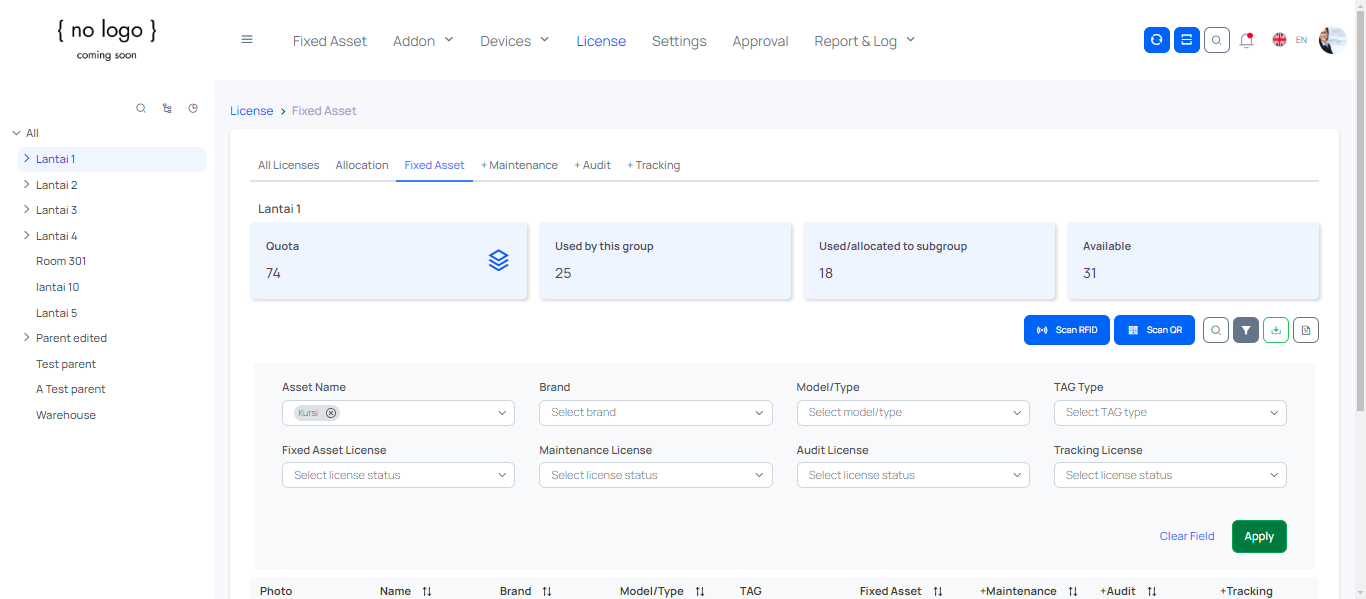 { no logo }
coming soon
Fixed Asset Addon Devices License Settings Approval Report & Log EN
All
Lantai 1
Lantai 2
Lantai 3
Lantai 4
Room 301
lantai 10
Lantai 5
Parent edited
Test parent
A Test parent
Warehouse
License > Fixed Asset
All Licenses Allocation Fixed Asset + Maintenance + Audit + Tracking
Lantai 1
Quota Used by this group Used/allocated to subgroup Available
74 25 18 31
Scan RFID Scan QR
Asset Name Brand Model/Type TAG Type
Kursi Select brand Select model/type Select TAG type
Fixed Asset License Maintenance License Audit License Tracking License
Select license status Select license status Select license status Select license status
Clear Field Apply
Photo Name Brand Model/Type TAG Fixed Asset +Maintenance +Audit +Tracking